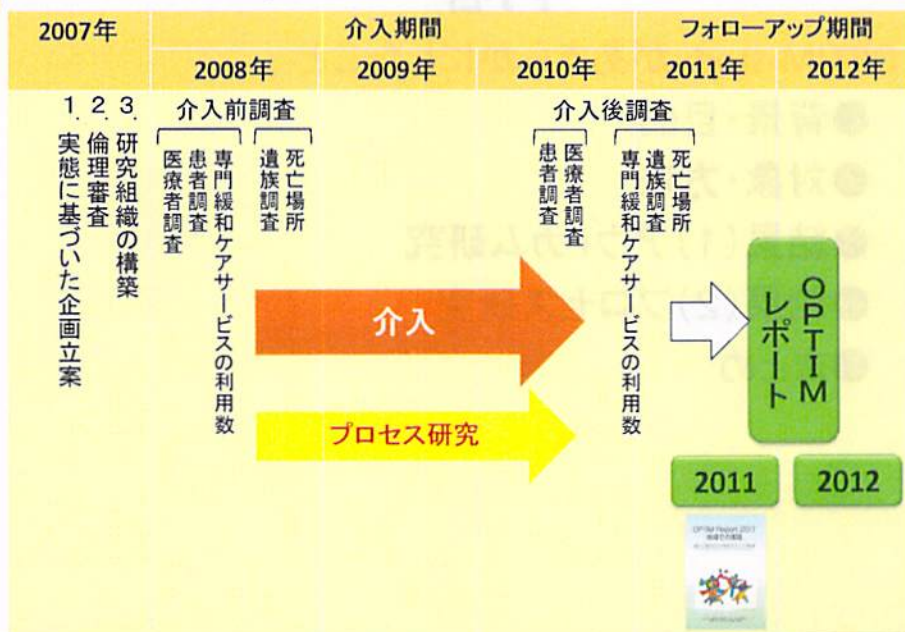 2007年
介入期間
フォローアップ期間
2008年
2009年
2010年
2011年
2012年
1. 実態に基づいた企画立案
2. 倫理審査
3. 研究組織の構築
介入前調査
医療者調査
患者調査
専門緩和ケアサービスの利用数
遺族調査
死亡場所
介入後調査
患者調査
医療者調査
専門緩和ケアサービスの利用数
遺族調査
死亡場所
介入
プロセス研究
OPTIM
レポート
2011
2012
OPTIM Report 2011